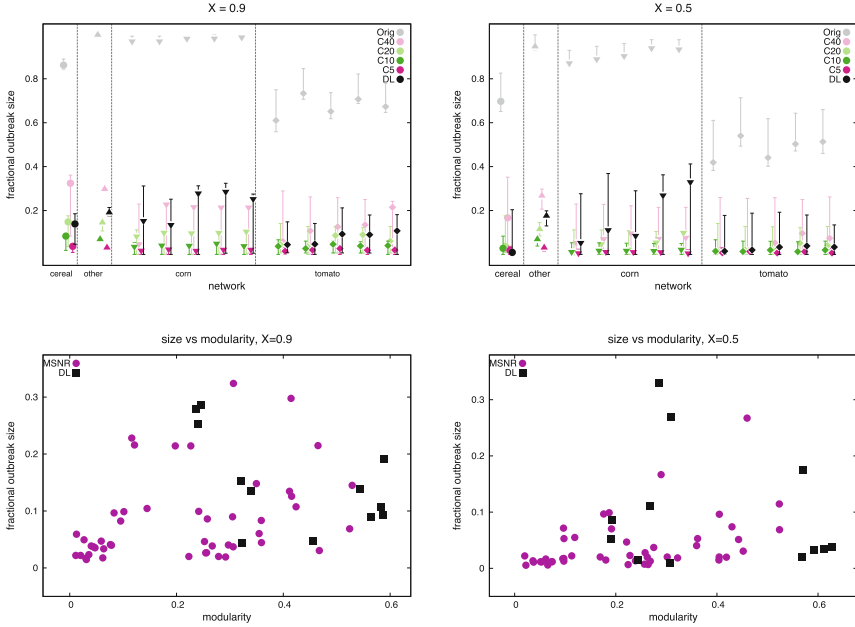 X = 0.9
fractional outbreak size
0.8
0.6
0.4
0.2
Orig
C40
C20
C10
C5
DL
cereal
other
corn
tomato
network
X = 0.5
fractional outbreak size
0.8
0.6
0.4
0.2
Orig
C40
C20
C10
C5
DL
cereal
other
corn
tomato
network
size vs modularity, X=0.9
fractional outbreak size
MSNR
DL
0.3
0.2
0.1
0
0
0.2
0.4
0.6
modularity
size vs modularity, X=0.5
fractional outbreak size
MSNR
DL
0.3
0.2
0.1
0
0
0.2
0.4
0.6
modularity